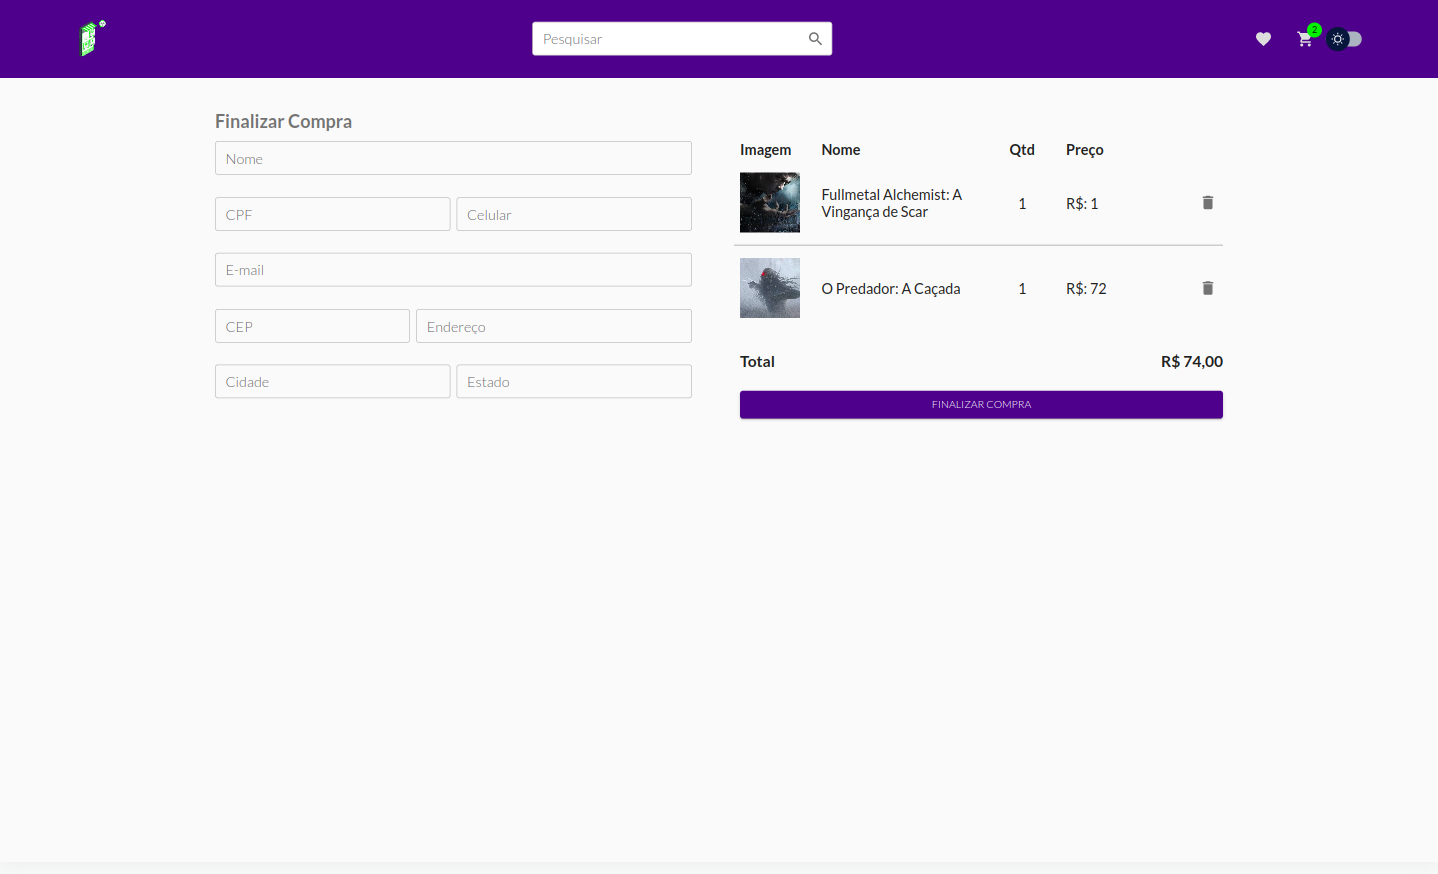 Pesquisar
2
Finalizar Compra
Nome
CPF
Celular
E-mail
CEP
Endereço
Cidade
Estado
Imagem
Nome
Qtd
Preço
Fullmetal Alchemist: A
Vingança de Scar
1
R$: 1
O Predador: A Caçada
1
R$: 72
Total
R$ 74,00
FINALIZAR COMPRA